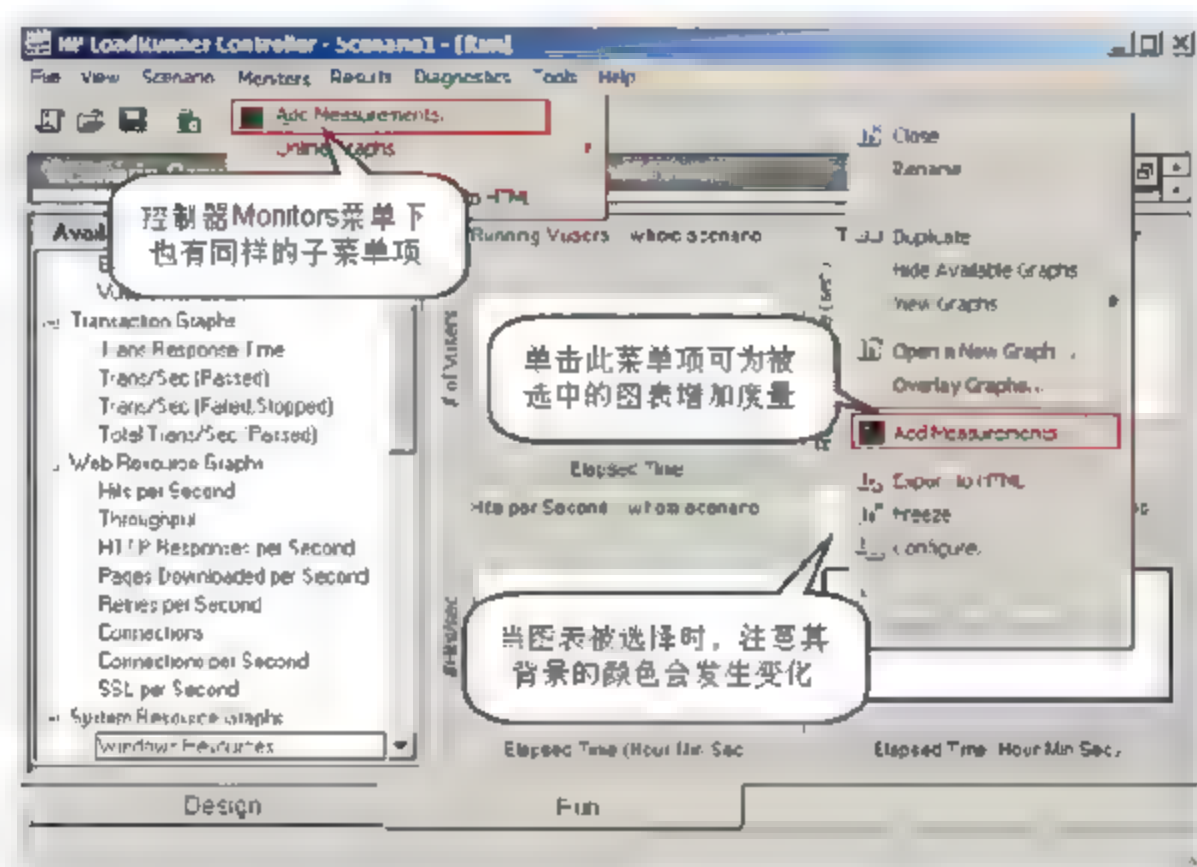 HP LoadRunner Controller - Scenario1 - [Run]
File View Scenario Monitors Results Diagnostics Tools Help
Add Measurements...
Online Graphs
HTML
控制器Monitors菜单下
也有同样的子菜单项
Running Vusers - whole scenario
Transaction Graphs
Trans Response Time
Trans/Sec (Passed)
Trans/Sec (Failed,Stopped)
Total Trans/Sec (Passed)
Web Resource Graphs
Hits per Second
Throughput
HTTP Responses per Second
Pages Downloaded per Second
Retries per Second
Connections
Connections per Second
SSL per Second
System Resource Graphs
Windows Resources
# of Vusers
单击此菜单项可为被
选中的图表增加度量
Elapsed Time
Hits per Second - whole scenario
#Hits/sec
当图表被选择时，注意其
背景的颜色会发生变化
Elapsed Time (Hour:Min:Sec)
Close
Rename
Duplicate
Hide Available Graphs
View Graphs
Open a New Graph...
Overlay Graphs...
Add Measurements
Export to HTML
Freeze
Configure...
Elapsed Time (Hour:Min:Sec)
Design
Run